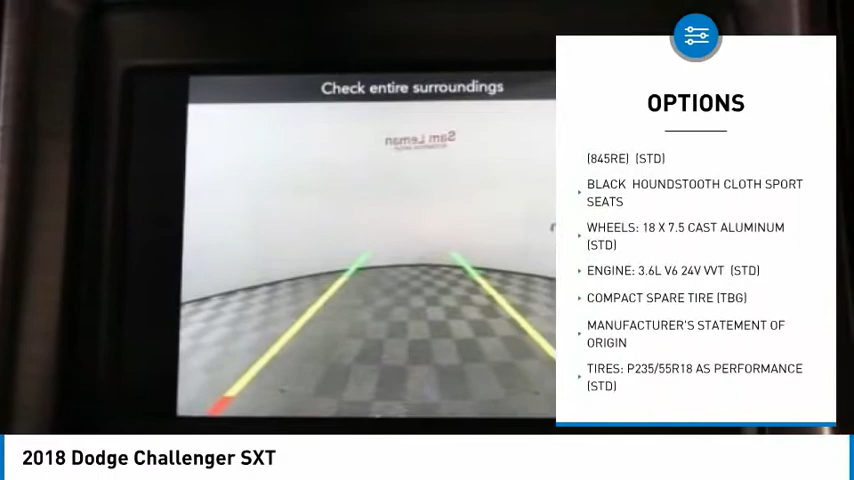 Check entire surroundings
Sam Leman
OPTIONS
(845RE) (STD)
BLACK HOUNDSTOOTH CLOTH SPORT
SEATS
WHEELS: 18 X 7.5 CAST ALUMINUM
(STD)
ENGINE: 3.6L V6 24V VVT (STD)
COMPACT SPARE TIRE (TBG)
MANUFACTURER'S STATEMENT OF
ORIGIN
TIRES: P235/55R18 AS PERFORMANCE
(STD)
2018 Dodge Challenger SXT